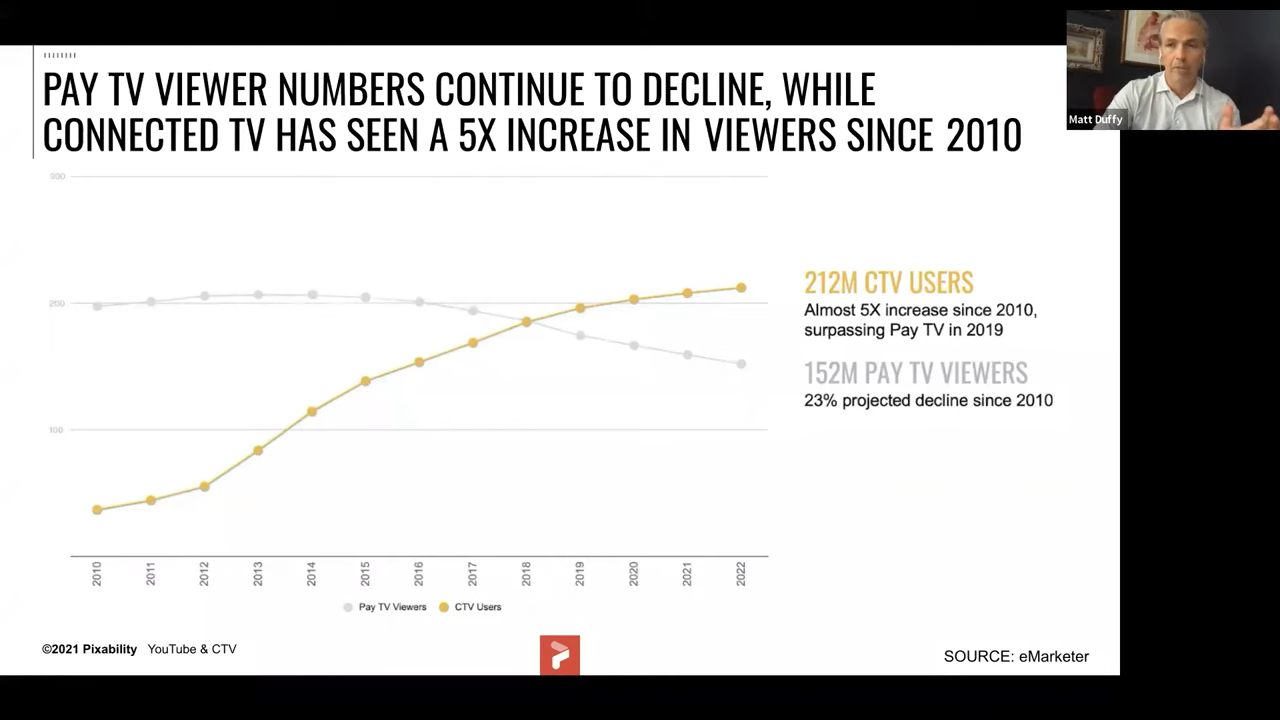 PAY TV VIEWER NUMBERS CONTINUE TO DECLINE, WHILE
CONNECTED TV HAS SEEN A 5X INCREASE IN VIEWERS SINCE 2010
Matt Duffy
300
200
100
2010
2011
2012
2013
2014
2015
2016
2017
2018
2019
2020
2021
2022
Pay TV Viewers
CTV Users
212M CTV USERS
Almost 5X increase since 2010,
surpassing Pay TV in 2019
152M PAY TV VIEWERS
23% projected decline since 2010
©2021 Pixability YouTube & CTV
SOURCE: eMarketer